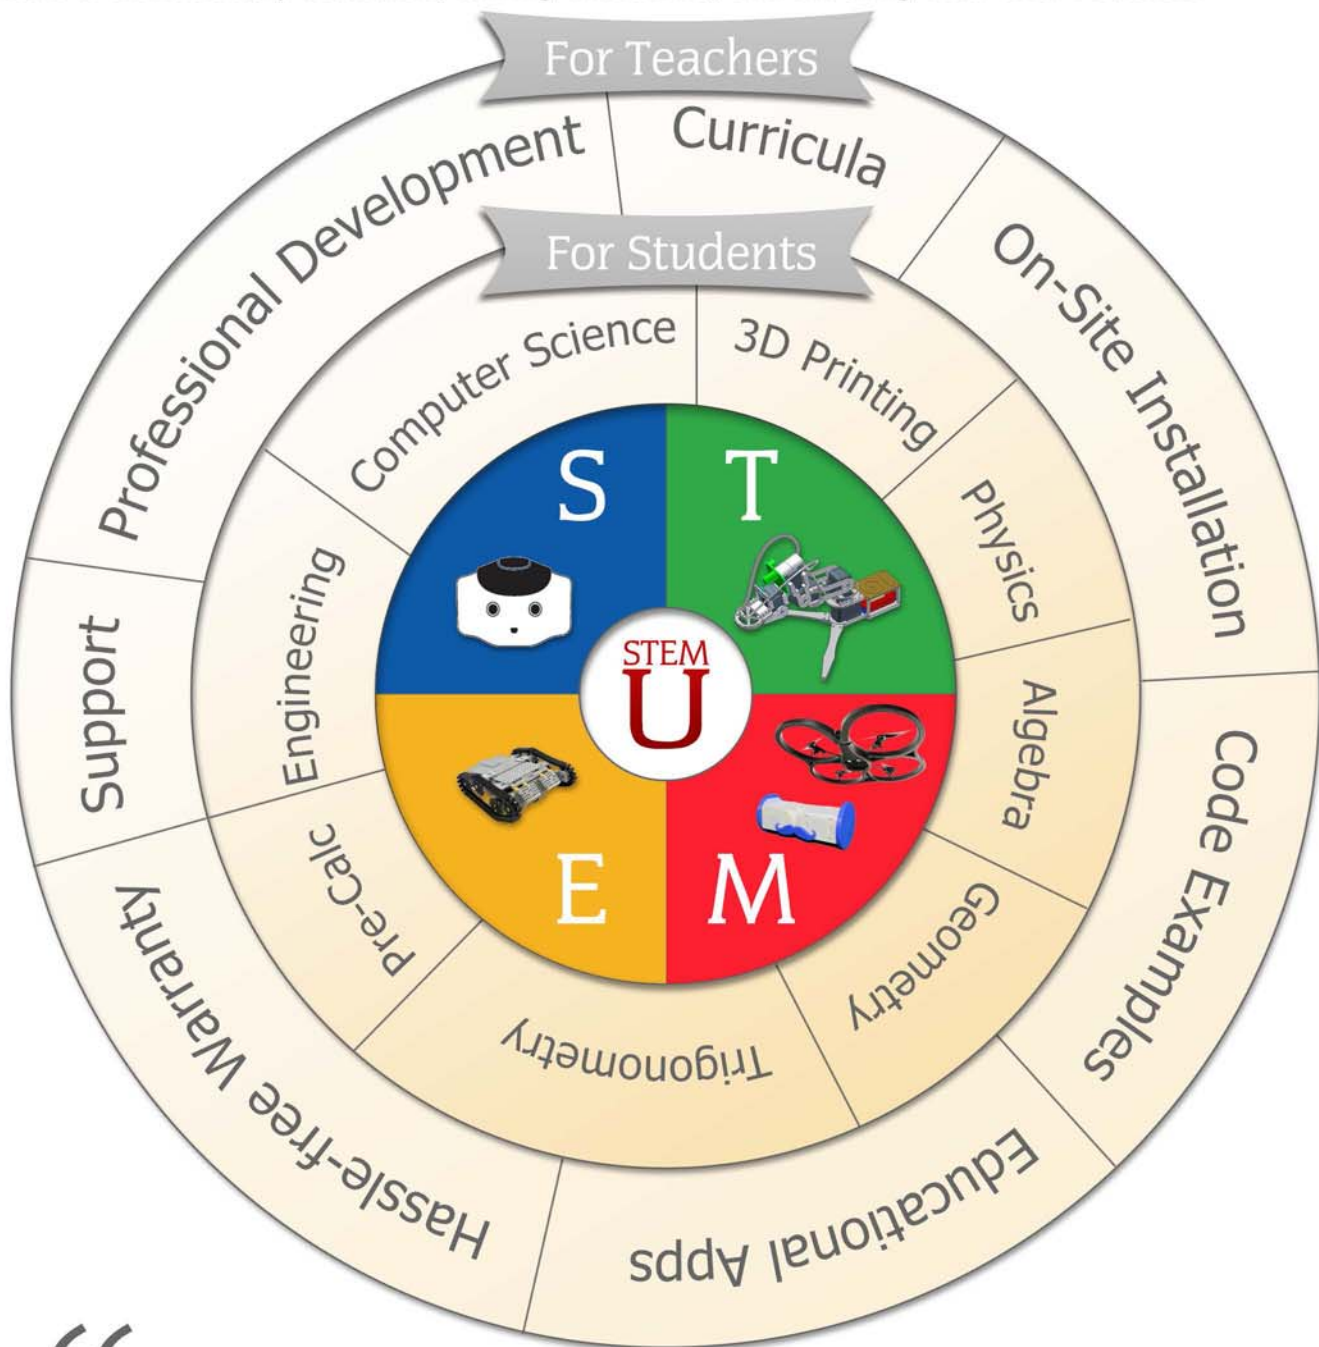 For Teachers
Curricula
On-Site Installation
Code Examples
Educational Apps
Hassle-free Warranty
Support
Professional Development
For Students
3D Printing
Physics
Algebra
Geometry
Trigonometry
Pre-Calc
Engineering
Computer Science
S
T
E
M
STEM
U
“